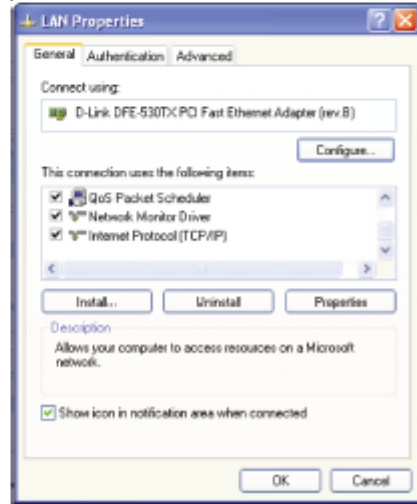 LAN Properties
General Authentication Advanced
Connect using:
D-Link DFE-530TX PCI Fast Ethernet Adapter (rev.B)
Configure...
This connection uses the following items:
QoS Packet Scheduler
Network Monitor Driver
Internet Protocol (TCP/IP)
Install... Uninstall Properties
Description
Allows your computer to access resources on a Microsoft
network.
Show icon in notification area when connected
OK Cancel